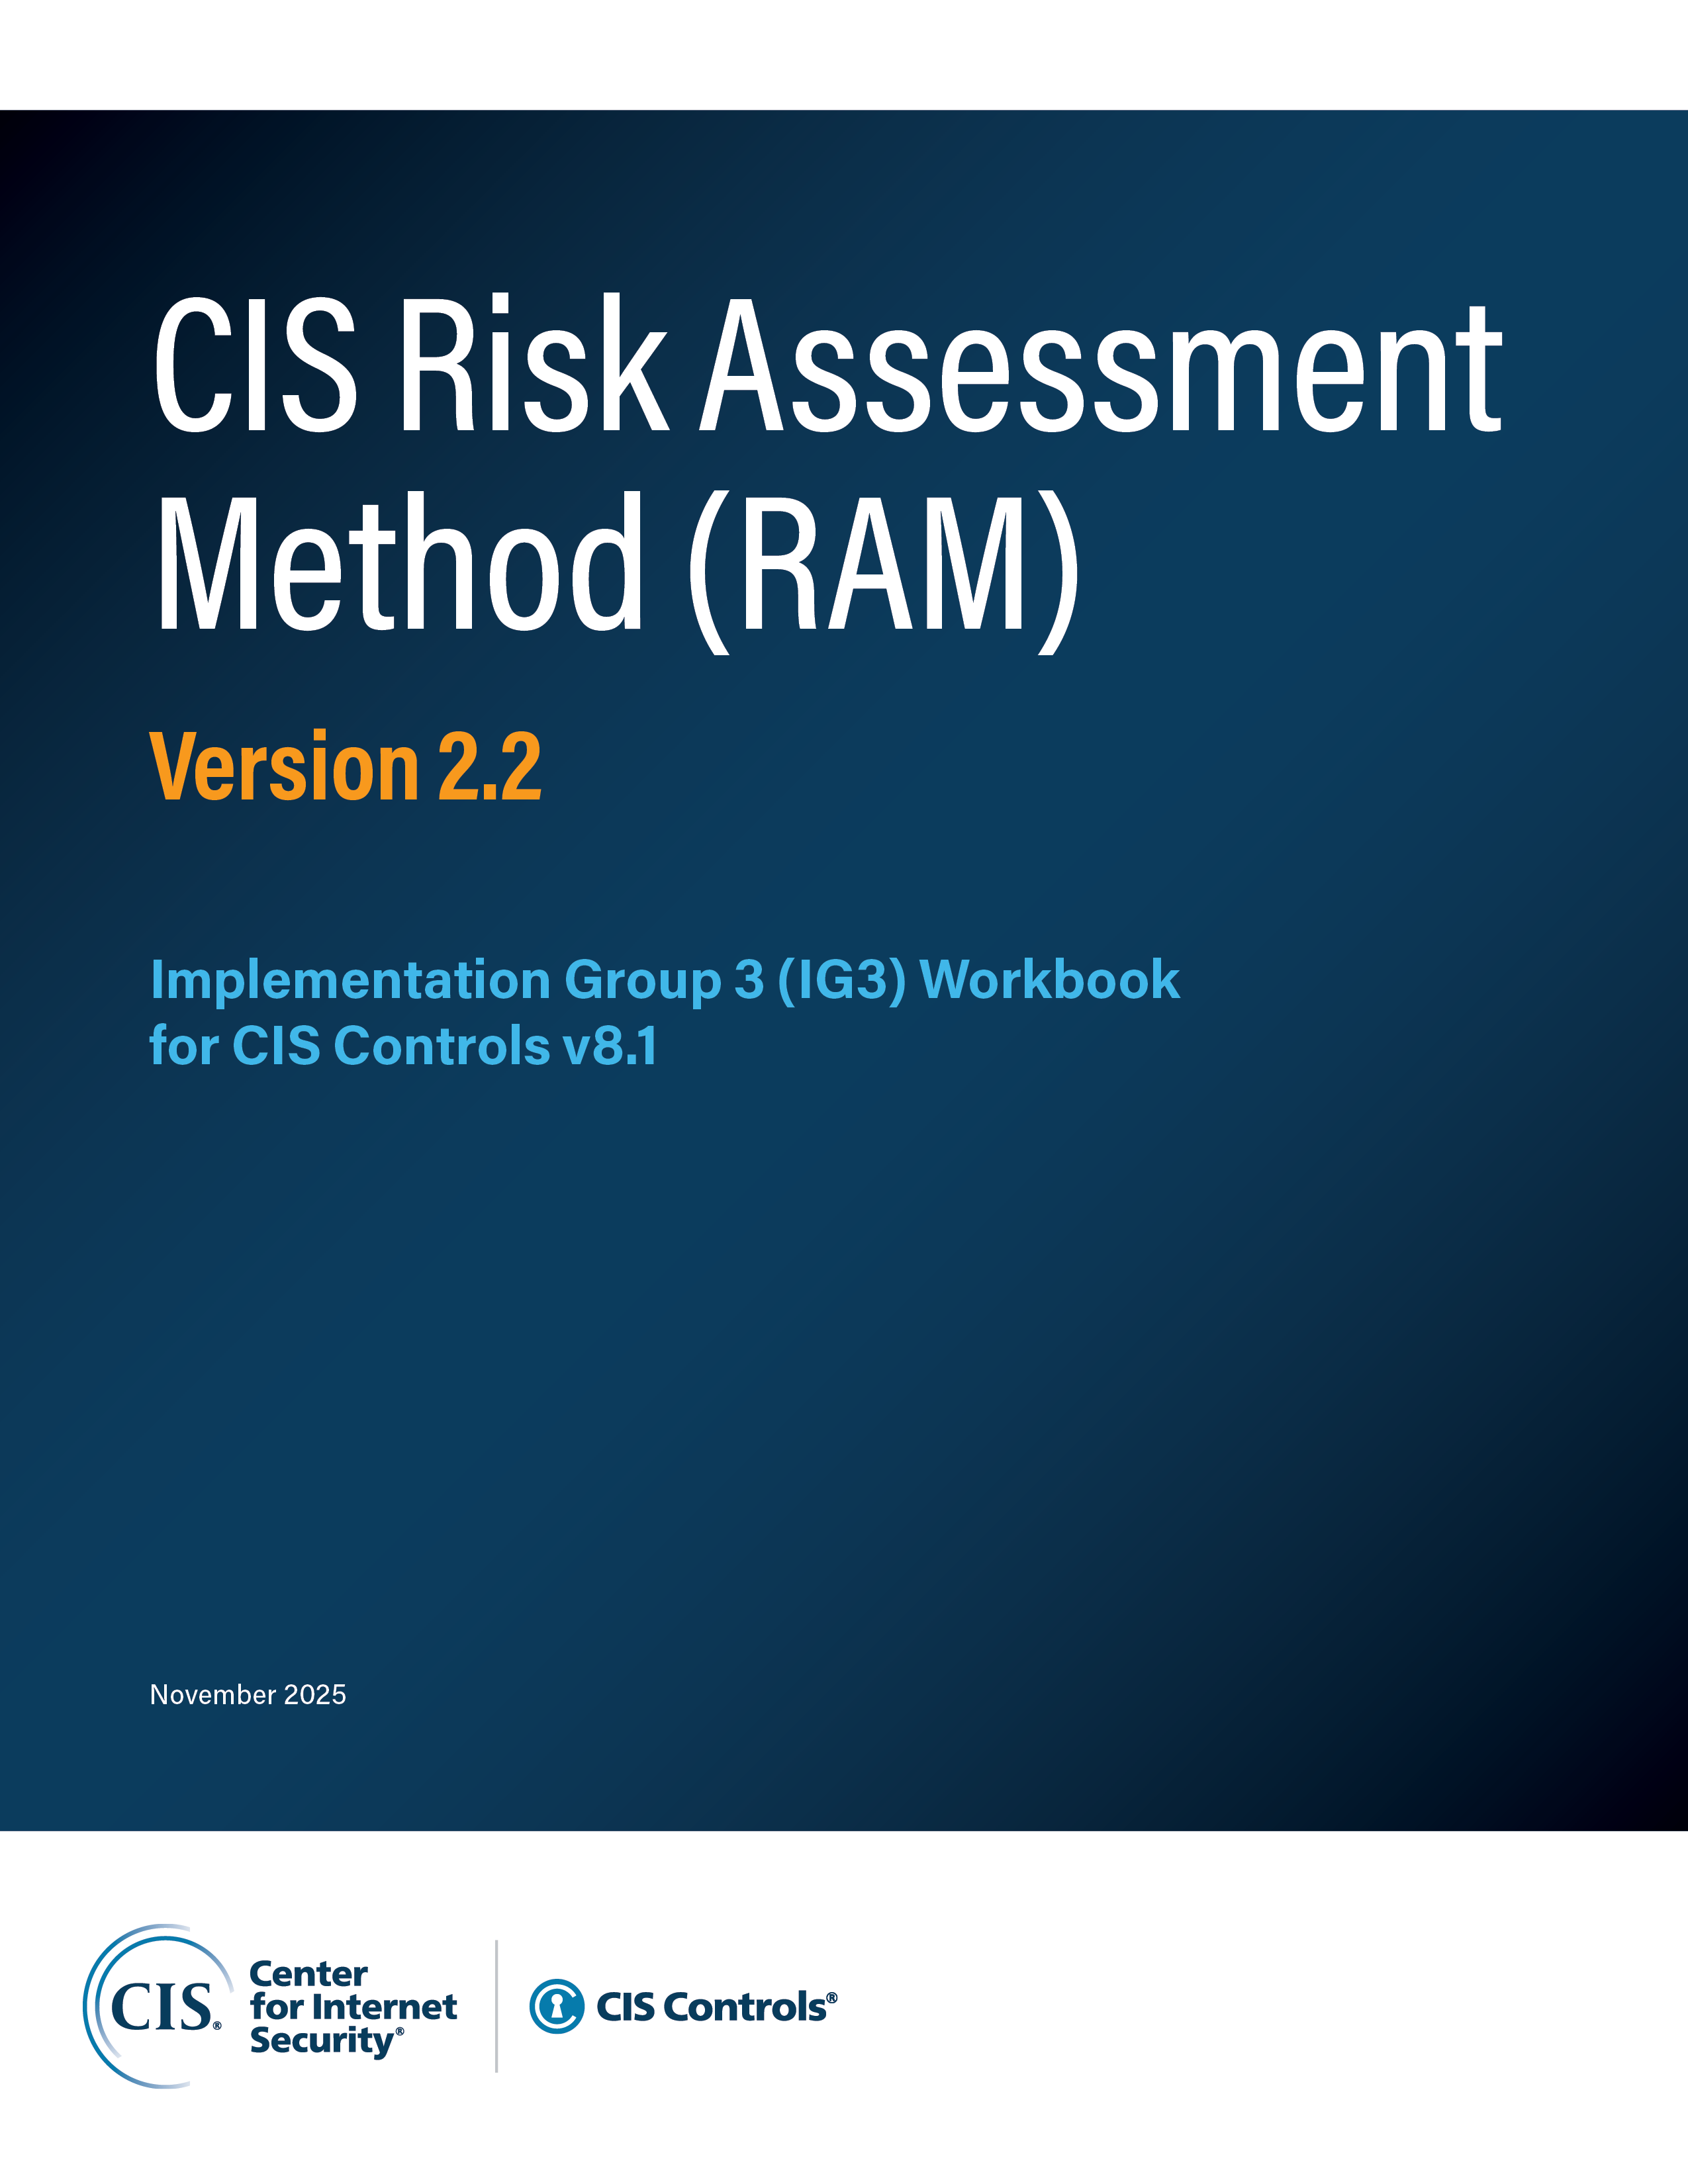 CIS Risk Assessment
Method (RAM)
Version 2.2
Implementation Group 3 (IG3) Workbook
for CIS Controls v8.1
November 2025
CIS®
Center
for Internet
Security®
CIS Controls®